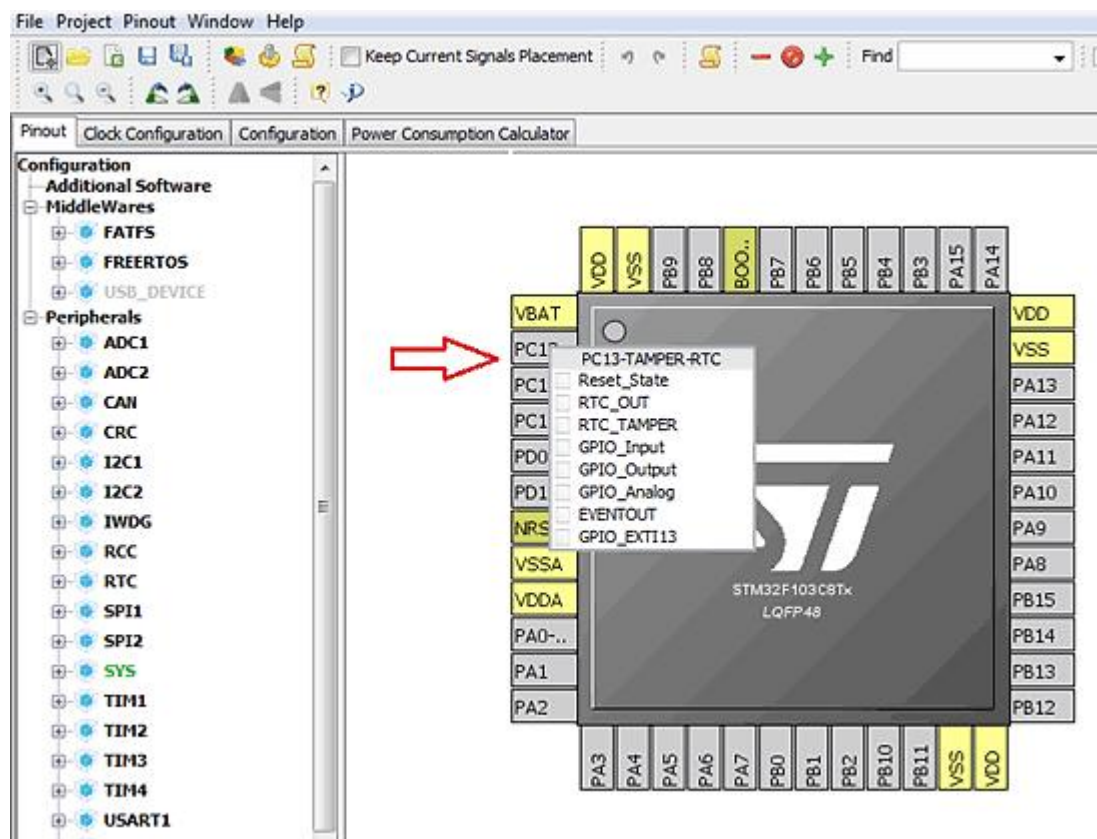 File Project Pinout Window Help
Keep Current Signals Placement Find
Pinout Clock Configuration Configuration Power Consumption Calculator
Configuration
Additional Software
MiddleWares
FATFS
FREERTOS
USB_DEVICE
Peripherals
ADC1
ADC2
CAN
CRC
I2C1
I2C2
IWDG
RCC
RTC
SPI1
SPI2
SYS
TIM1
TIM2
TIM3
TIM4
USART1
VDD
VSS
PB9
PB8
BOO..
PB7
PB6
PB5
PB4
PB3
PA15
PA14
VBAT
PC13
PC1
PC1
PD0
PD1
NRS
VSSA
VDDA
PA0-..
PA1
PA2
PC13-TAMPER-RTC
Reset_State
RTC_OUT
RTC_TAMPER
GPIO_Input
GPIO_Output
GPIO_Analog
EVENTOUT
GPIO_EXTI13
STM32F103C8Tx
LQFP48
VDD
VSS
PA13
PA12
PA11
PA10
PA9
PA8
PB15
PB14
PB13
PB12
PA3
PA4
PA5
PA6
PA7
PB0
PB1
PB2
PB10
PB11
VSS
VDD